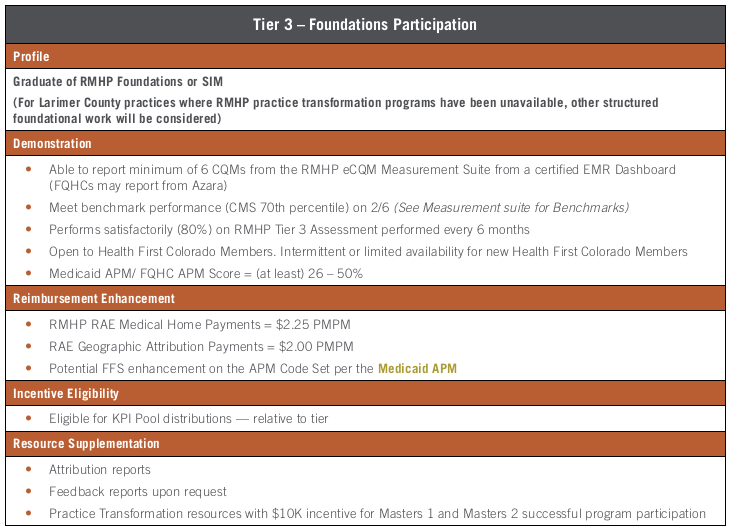 Tier 3 – Foundations Participation
Profile
Graduate of RMHP Foundations or SIM
(For Larimer County practices where RMHP practice transformation programs have been unavailable, other structured
foundational work will be considered)
Demonstration
• Able to report minimum of 6 CQMs from the RMHP eCQM Measurement Suite from a certified EMR Dashboard
(FQHCs may report from Azara)
• Meet benchmark performance (CMS 70th percentile) on 2/6 (See Measurement suite for Benchmarks)
• Performs satisfactorily (80%) on RMHP Tier 3 Assessment performed every 6 months
• Open to Health First Colorado Members. Intermittent or limited availability for new Health First Colorado Members
• Medicaid APM/ FQHC APM Score = (at least) 26 – 50%
Reimbursement Enhancement
• RMHP RAE Medical Home Payments = $2.25 PMPM
• RAE Geographic Attribution Payments = $2.00 PMPM
• Potential FFS enhancement on the APM Code Set per the Medicaid APM
Incentive Eligibility
• Eligible for KPI Pool distributions — relative to tier
Resource Supplementation
• Attribution reports
• Feedback reports upon request
• Practice Transformation resources with $10K incentive for Masters 1 and Masters 2 successful program participation